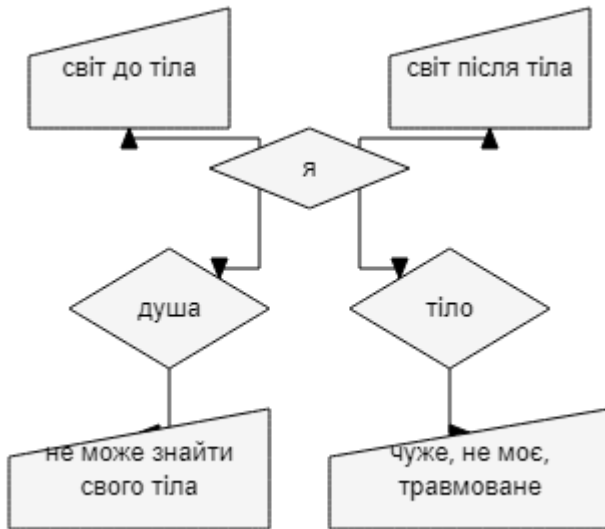 світ до тіла
світ після тіла
я
душа
тіло
не може знайти
свого тіла
чуже, не моє,
травмоване